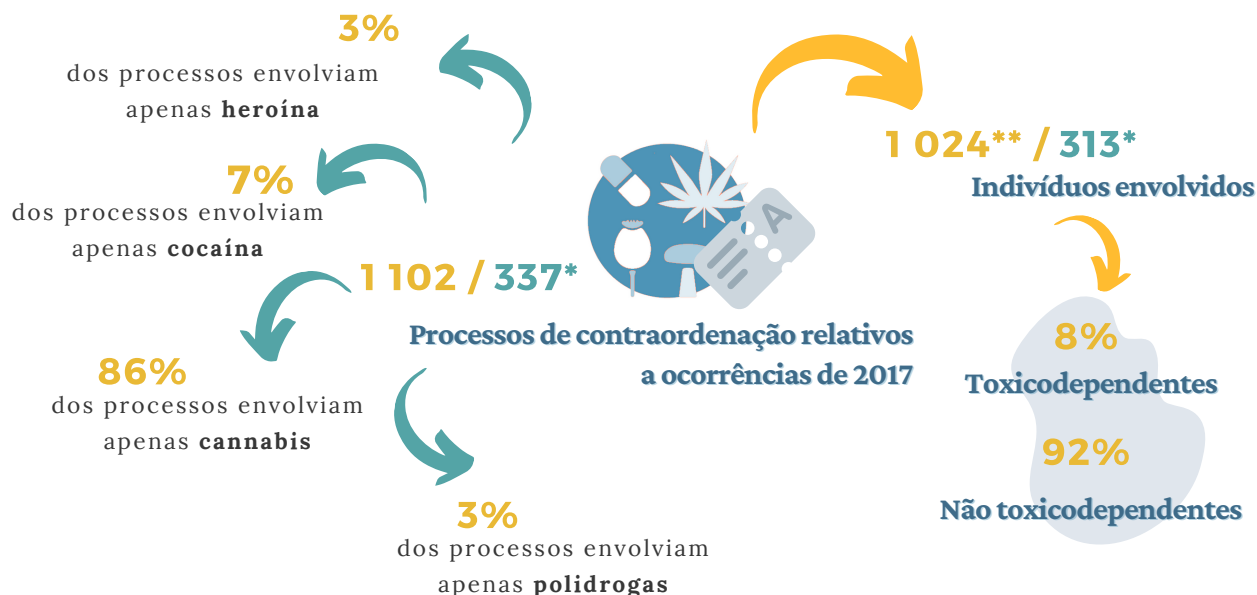 3%
dos processos envolviam
apenas heroína
7%
dos processos envolviam
apenas cocaína
1 102 / 337*
Processos de contraordenação relativos
a ocorrências de 2017
86%
dos processos envolviam
apenas cannabis
3%
dos processos envolviam
apenas polidrogas
A
1 024** / 313*
Indivíduos envolvidos
8%
Toxicodependentes
92%
Não toxicodependentes